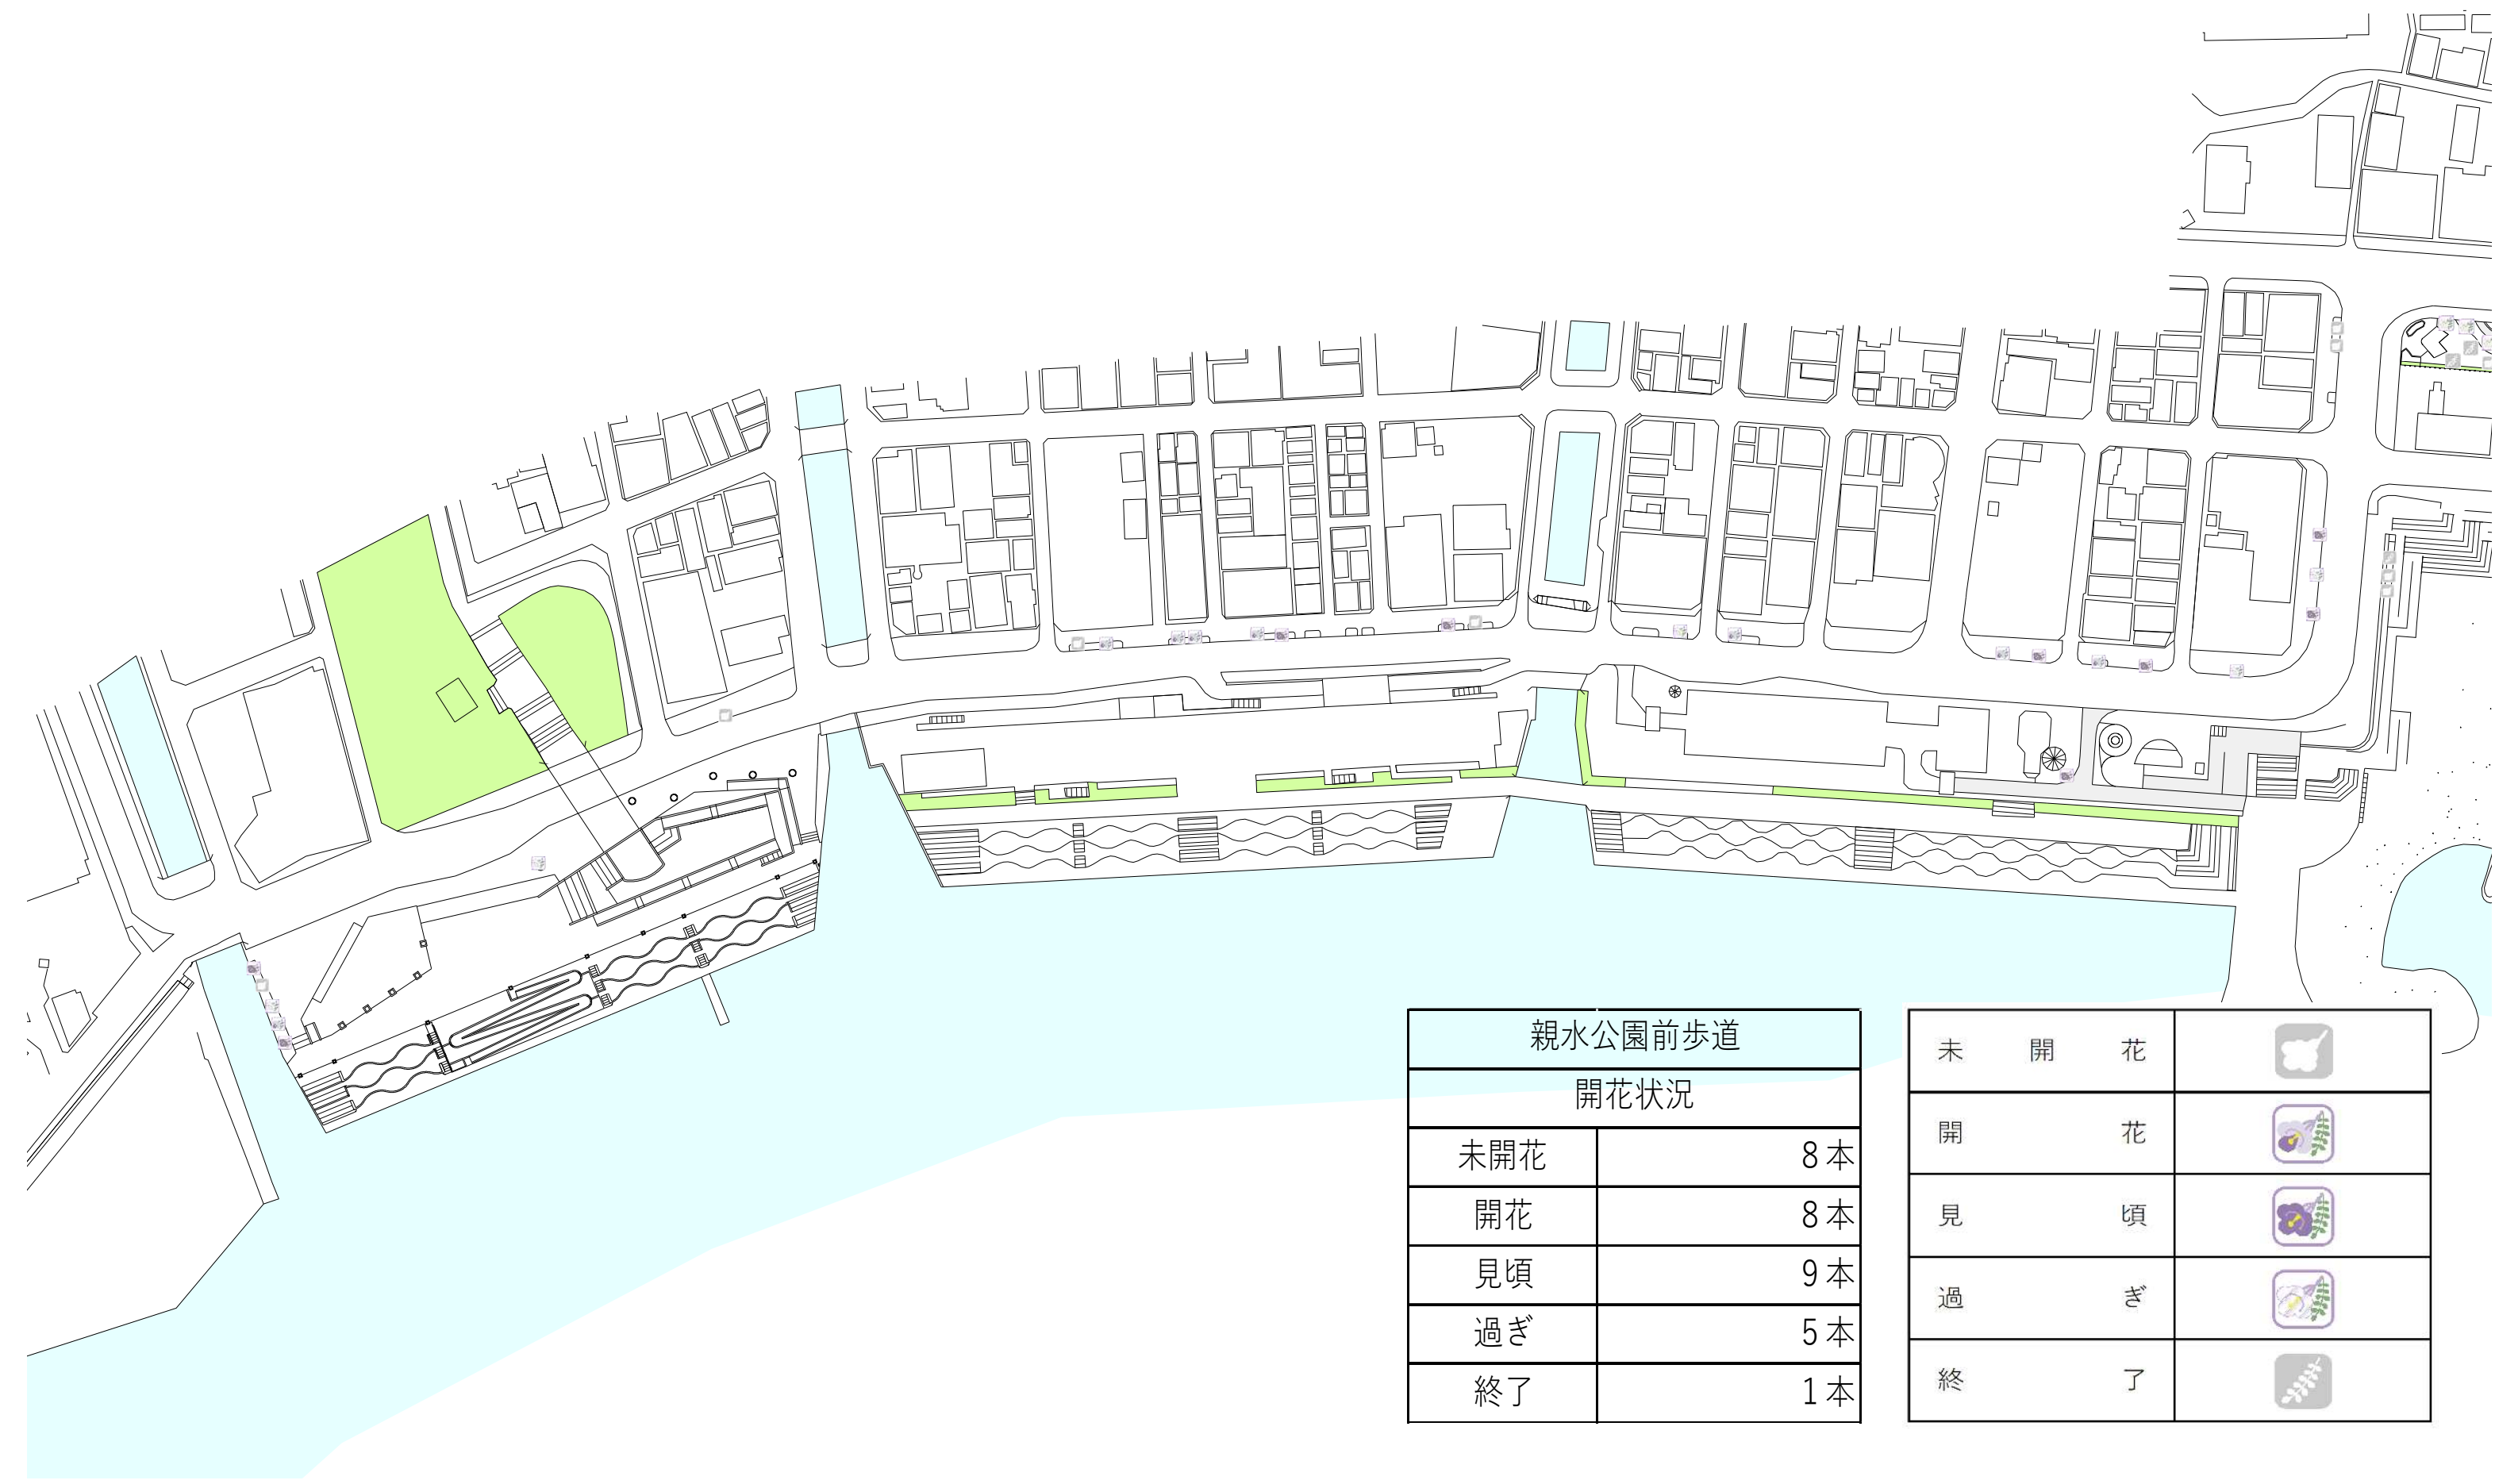 親水公園前歩道
開花状況
未開花 8本
開花 8本
見頃 9本
過ぎ 5本
終了 1本
未開花
開花
見頃
過ぎ
終了